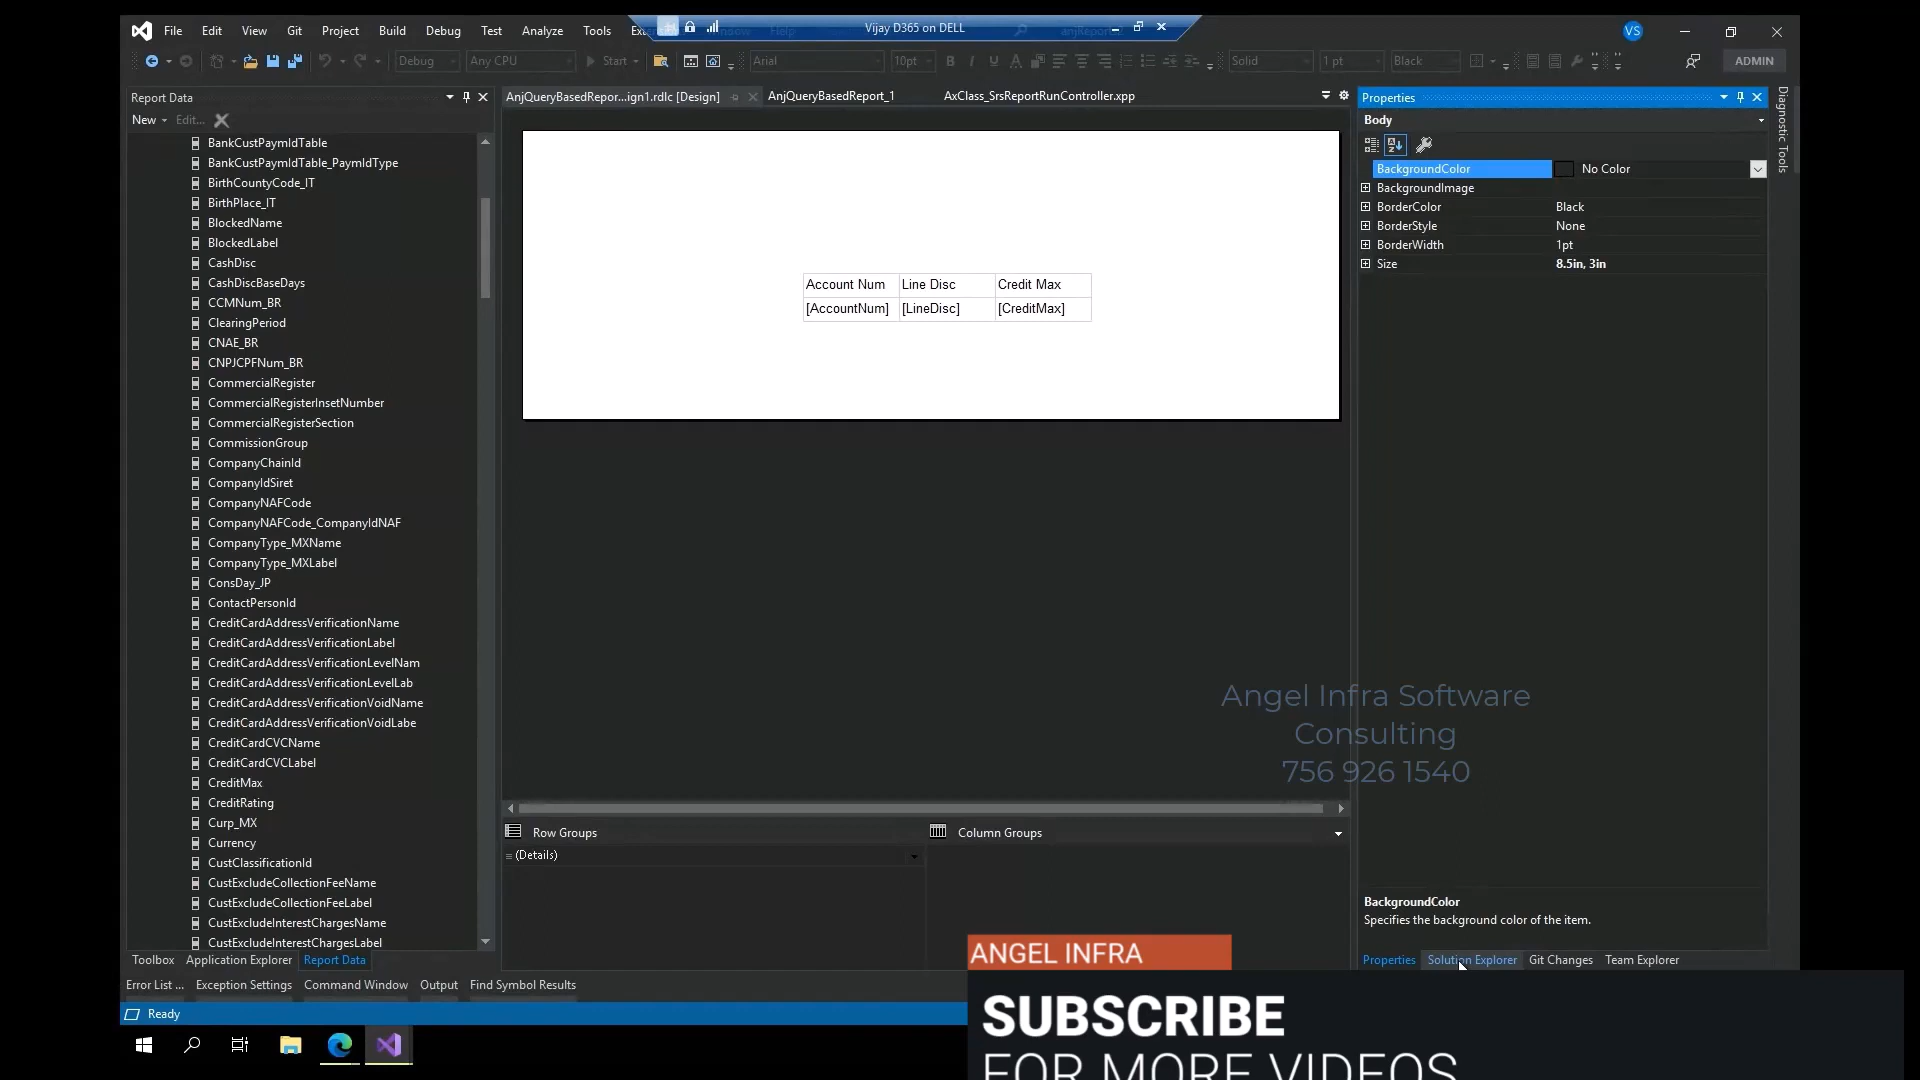 File Edit View Git Project Build Debug Test Analyze Tools
Vijay D365 on DELL
VS
Debug Any CPU Start Arial 10pt Solid 1 pt Black ADMIN
Report Data
New Edit...
BankCustPaymIdTable
BankCustPaymIdTable_PaymIdType
BirthCountyCode_IT
BirthPlace_IT
BlockedName
BlockedLabel
CashDisc
CashDiscBaseDays
CCMNum_BR
ClearingPeriod
CNAE_BR
CNPJCPFNum_BR
CommercialRegister
CommercialRegisterInsetNumber
CommercialRegisterSection
CommissionGroup
CompanyChainId
CompanyIdSiret
CompanyNAFCode
CompanyNAFCode_CompanyIdNAF
CompanyType_MXName
CompanyType_MXLabel
ConsDay_JP
ContactPersonId
CreditCardAddressVerificationName
CreditCardAddressVerificationLabel
CreditCardAddressVerificationLevelNam
CreditCardAddressVerificationLevelLab
CreditCardAddressVerificationVoidName
CreditCardAddressVerificationVoidLabe
CreditCardCVCName
CreditCardCVCLabel
CreditMax
CreditRating
Curp_MX
Currency
CustClassificationId
CustExcludeCollectionFeeName
CustExcludeCollectionFeeLabel
CustExcludeInterestChargesName
CustExcludeInterestChargesLabel
Toolbox Application Explorer Report Data
AnjQueryBasedRepor...ign1.rdlc [Design] AnjQueryBasedReport_1 AxClass_SrsReportRunController.xpp
Account Num Line Disc Credit Max
[AccountNum] [LineDisc] [CreditMax]
Row Groups Column Groups
(Details)
Properties
Body
BackgroundColor No Color
BackgroundImage
BorderColor Black
BorderStyle None
BorderWidth 1pt
Size 8.5in, 3in
Diagnostic Tools
Angel Infra Software
Consulting
756 926 1540
BackgroundColor
Specifies the background color of the item.
Properties Solution Explorer Git Changes Team Explorer
Error List ... Exception Settings Command Window Output Find Symbol Results
Ready
ANGEL INFRA
SUBSCRIBE
FOR MORE VIDEOS